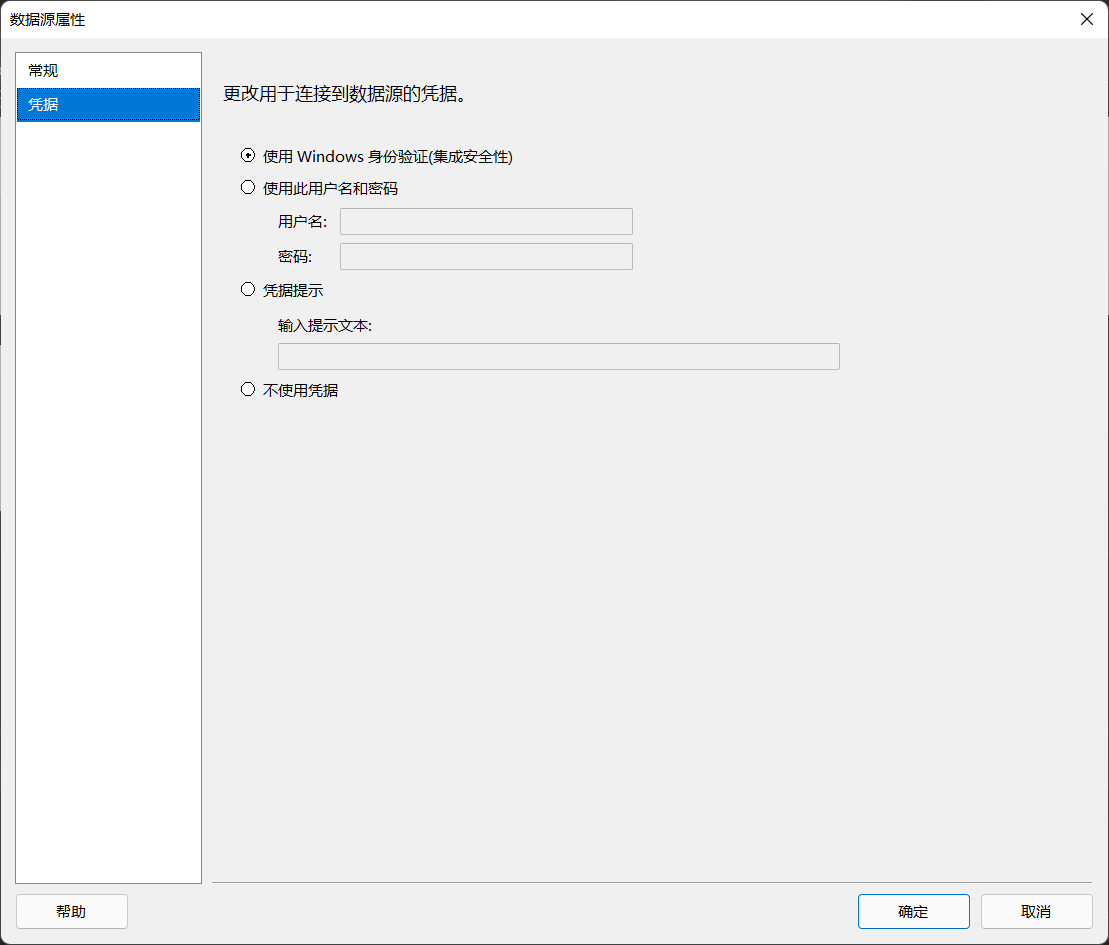 数据源属性
常规
凭据
更改用于连接到数据源的凭据。
使用 Windows 身份验证(集成安全性)
使用此用户名和密码
用户名:
密码:
凭据提示
输入提示文本:
不使用凭据
帮助
确定
取消